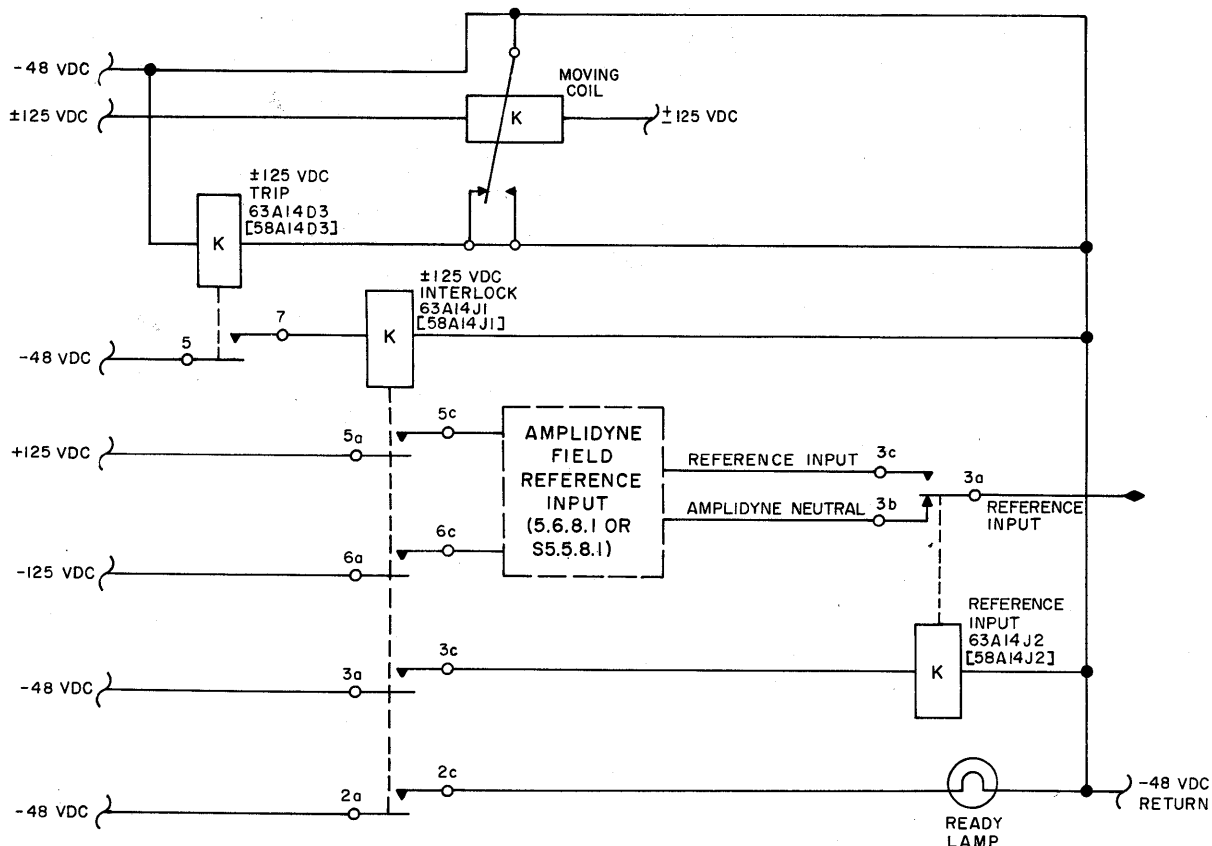 -48 VDC
MOVING
COIL
±125 VDC
K
±125 VDC
±125 VDC
TRIP
63A14D3
[58A14D3]
K
±125 VDC
INTERLOCK
63A14J1
[58A14J1]
7
K
5
-48 VDC
5c
5a
+125 VDC
AMPLIDYNE
FIELD
REFERENCE
INPUT
(5.6.8.1 OR
S5.5.8.1)
REFERENCE INPUT
3c
3a
REFERENCE
INPUT
AMPLIDYNE NEUTRAL
3b
6c
6a
-125 VDC
REFERENCE
INPUT
63A14J2
[58A14J2]
K
3c
3a
-48 VDC
2c
2a
-48 VDC
READY
LAMP
-48 VDC
RETURN